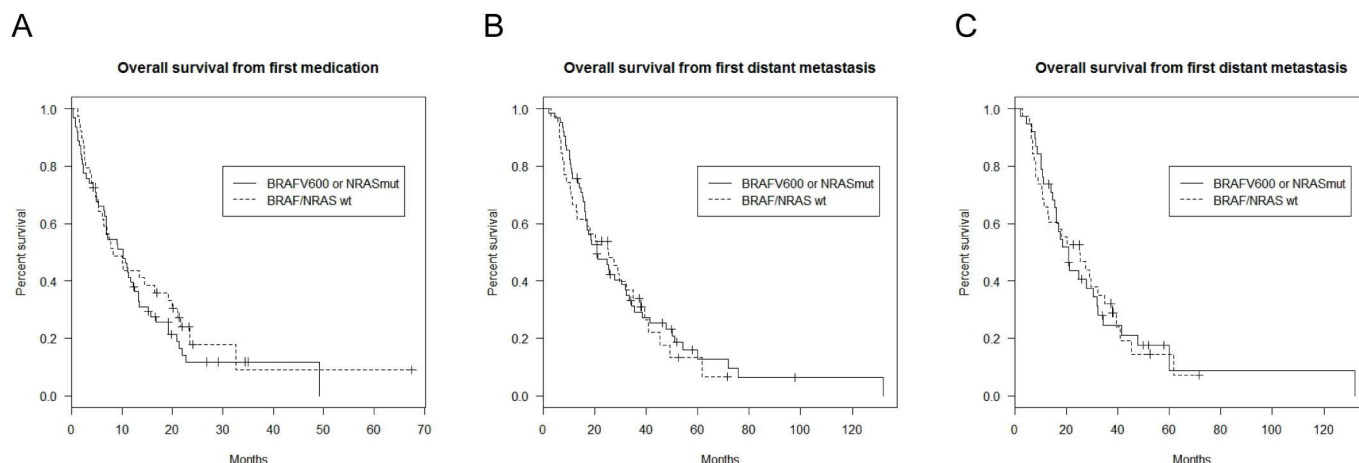 A
Overall survival from first medication
Percent survival
1.0
0.8
0.6
0.4
0.2
0.0
BRAFV600 or NRASmut
BRAF/NRAS wt
0 10 20 30 40 50 60 70
Months
B
Overall survival from first distant metastasis
Percent survival
1.0
0.8
0.6
0.4
0.2
0.0
BRAFV600 or NRASmut
BRAF/NRAS wt
0 20 40 60 80 100 120
Months
C
Overall survival from first distant metastasis
Percent survival
1.0
0.8
0.6
0.4
0.2
0.0
BRAFV600 or NRASmut
BRAF/NRAS wt
0 20 40 60 80 100 120
Months